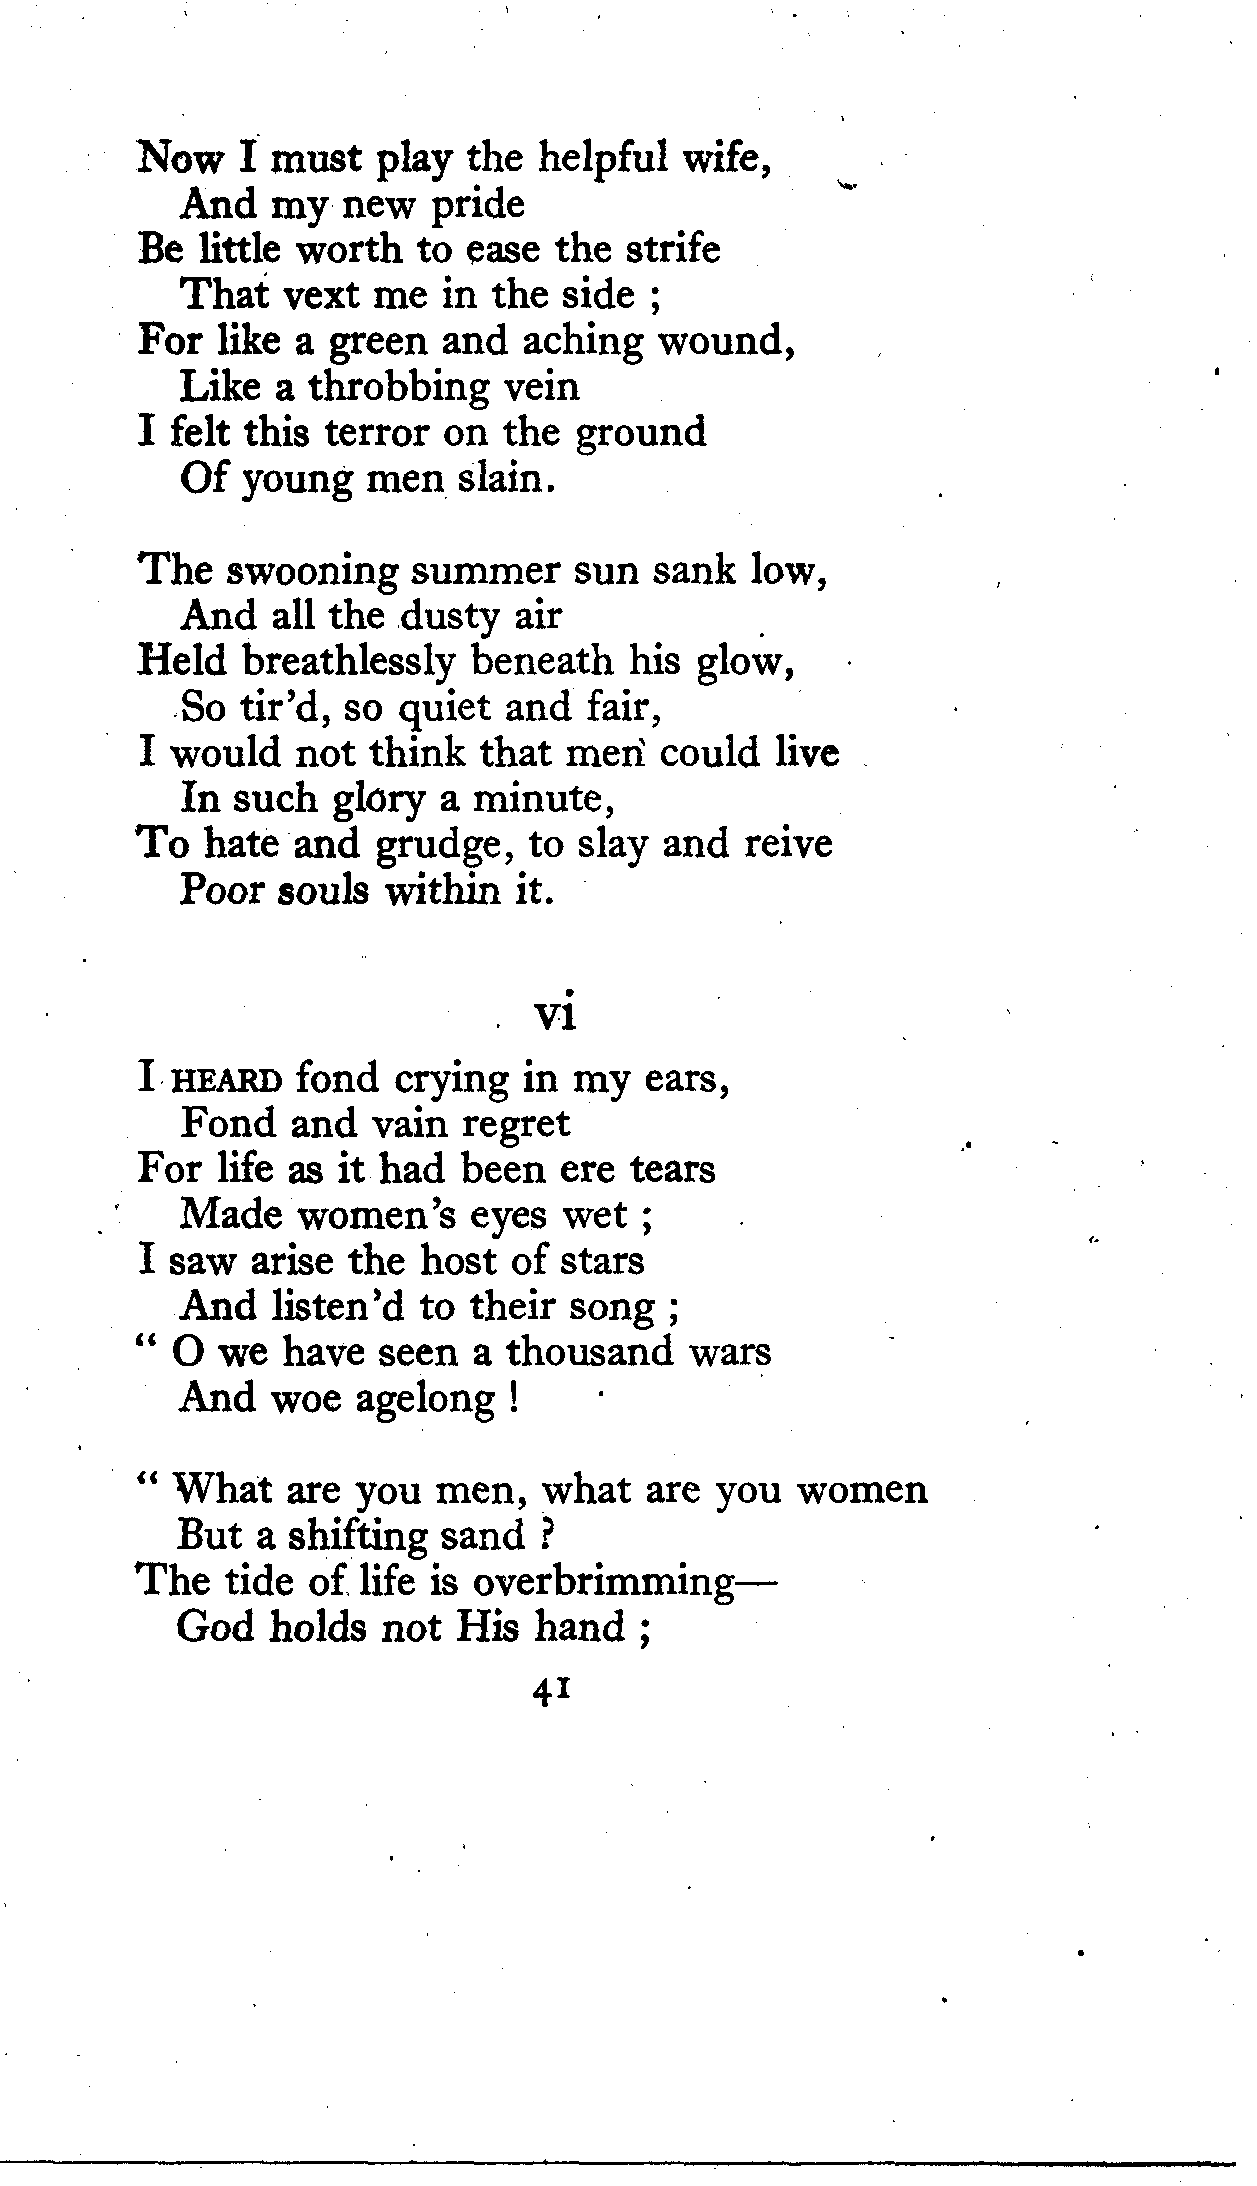 Now I must play the helpful wife,
And my new pride
Be little worth to ease the strife
That vext me in the side ;
For like a green and aching wound,
Like a throbbing vein
I felt this terror on the ground
Of young men slain.

The swooning summer sun sank low,
And all the dusty air
Held breathlessly beneath his glow,
So tir'd, so quiet and fair,
I would not think that men could live
In such glory a minute,
To hate and grudge, to slay and reive
Poor souls within it.

vi

I HEARD fond crying in my ears,
Fond and vain regret
For life as it had been ere tears
Made women's eyes wet ;
I saw arise the host of stars
And listen'd to their song ;
“ O we have seen a thousand wars
And woe agelong !

“ What are you men, what are you women
But a shifting sand ?
The tide of life is overbrimming—
God holds not His hand ;

41